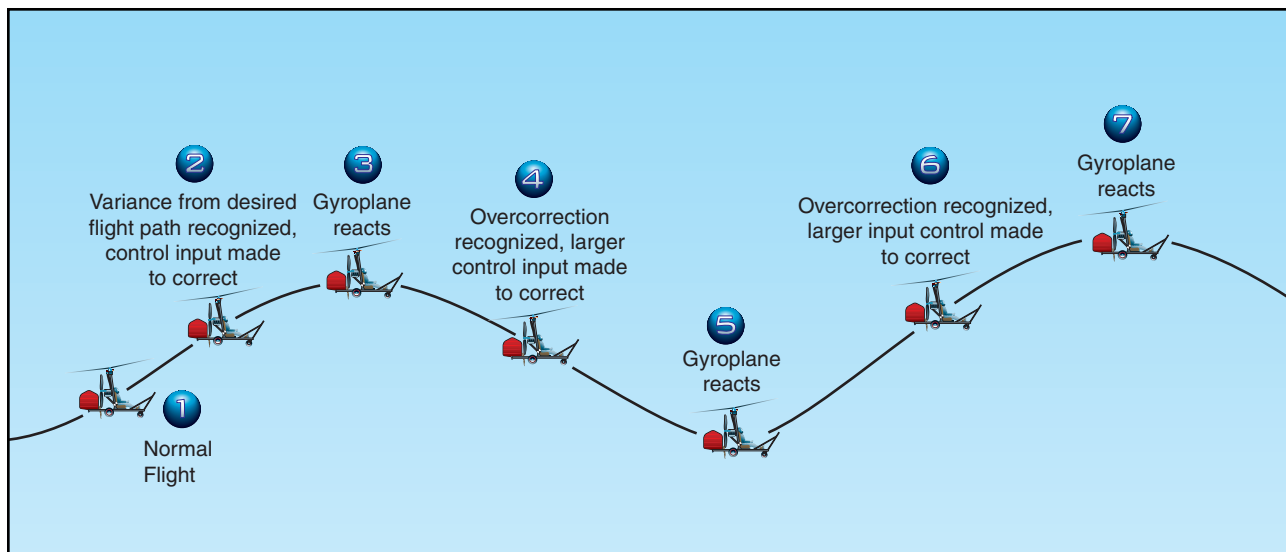 1
Normal
Flight
2
Variance from desired
flight path recognized,
control input made
to correct
3
Gyroplane
reacts
4
Overcorrection
recognized, larger
control input made
to correct
5
Gyroplane
reacts
6
Overcorrection recognized,
larger input control made
to correct
7
Gyroplane
reacts